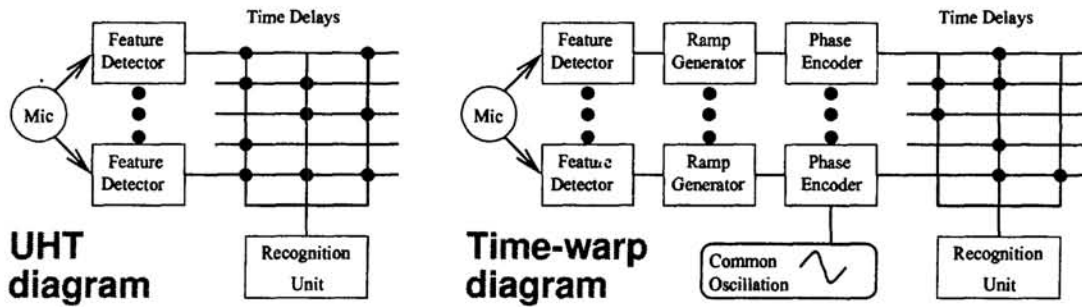 Time Delays
Feature
Detector
Mic
Feature
Detector
UHT
diagram
Recognition
Unit
Time Delays
Feature
Detector
Ramp
Generator
Phase
Encoder
Mic
Feature
Detector
Ramp
Generator
Phase
Encoder
Time-warp
diagram
Common
Oscillation
Recognition
Unit